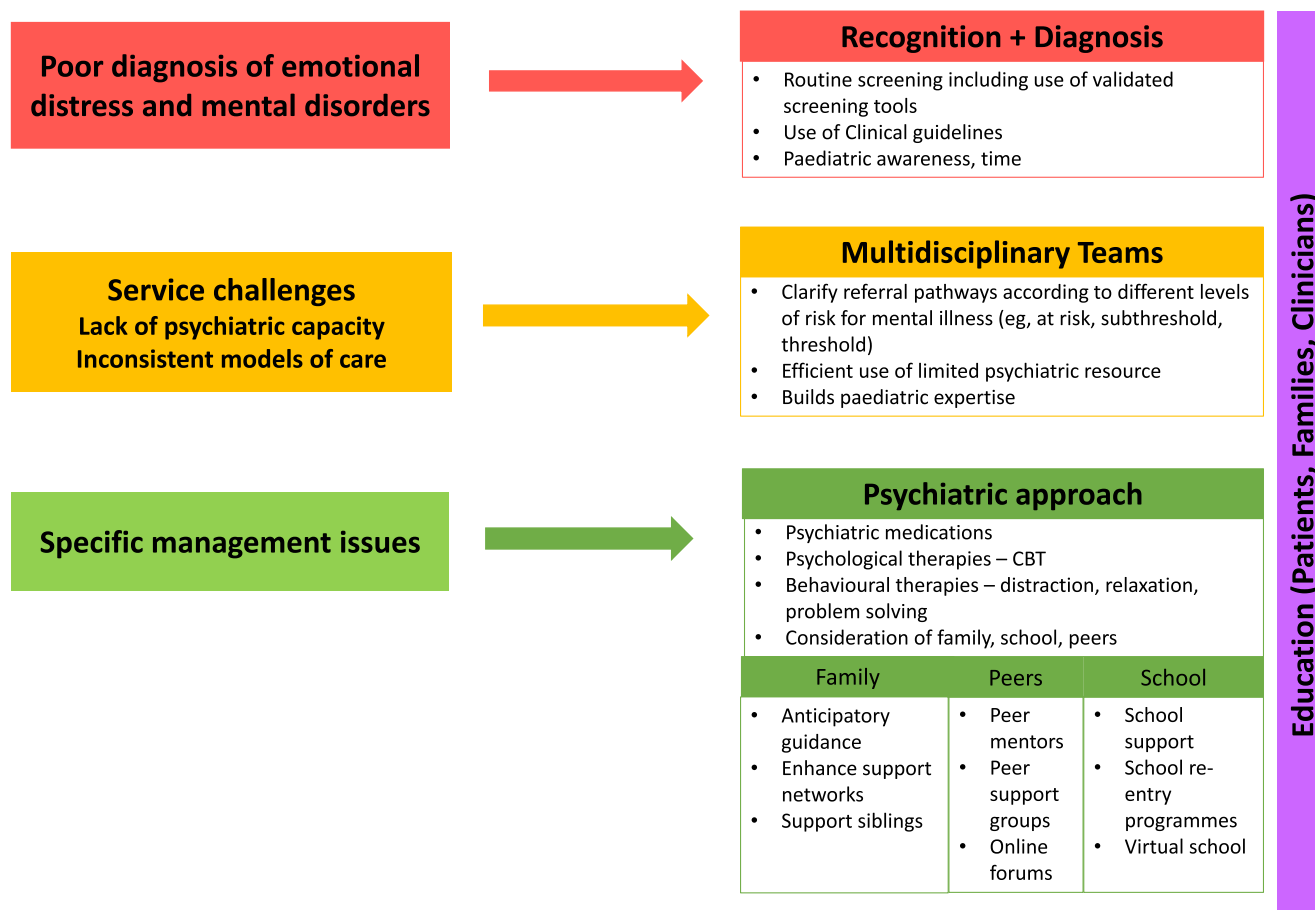 Poor diagnosis of emotional
distress and mental disorders
Recognition + Diagnosis
• Routine screening including use of validated
screening tools
• Use of Clinical guidelines
• Paediatric awareness, time
Service challenges
Lack of psychiatric capacity
Inconsistent models of care
Multidisciplinary Teams
• Clarify referral pathways according to different levels
of risk for mental illness (eg, at risk, subthreshold,
threshold)
• Efficient use of limited psychiatric resource
• Builds paediatric expertise
Specific management issues
Psychiatric approach
• Psychiatric medications
• Psychological therapies – CBT
• Behavioural therapies – distraction, relaxation,
problem solving
• Consideration of family, school, peers
Family
• Anticipatory
guidance
• Enhance support
networks
• Support siblings
Peers
• Peer
mentors
• Peer
support
groups
• Online
forums
School
• School
support
• School re-
entry
programmes
• Virtual school
Education (Patients, Families, Clinicians)